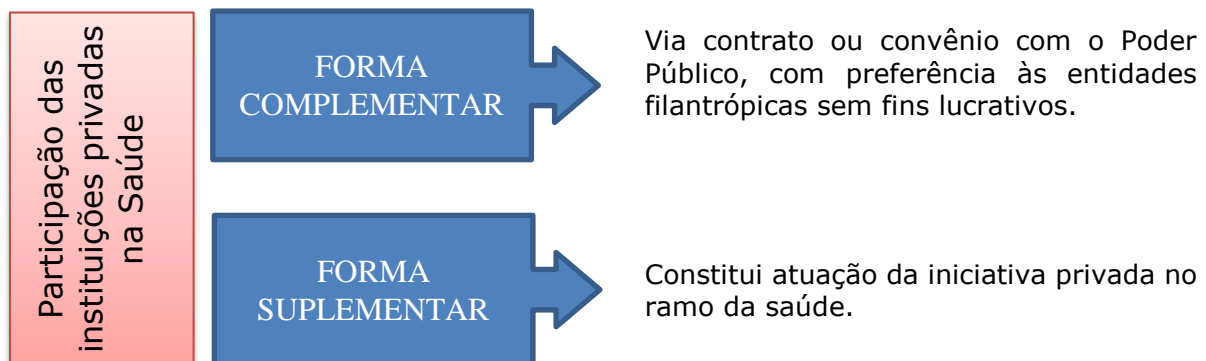 Participação das
instituições privadas
na Saúde
FORMA
COMPLEMENTAR
Via contrato ou convênio com o Poder
Público, com preferência às entidades
filantrópicas sem fins lucrativos.
FORMA
SUPLEMENTAR
Constitui atuação da iniciativa privada no
ramo da saúde.